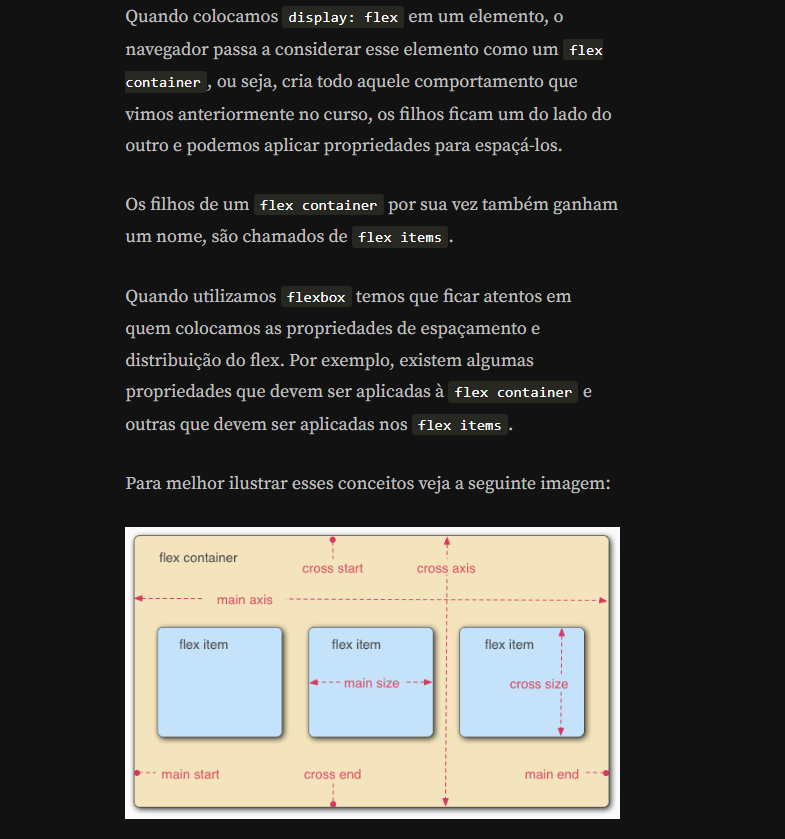 Quando colocamos display: flex em um elemento, o
navegador passa a considerar esse elemento como um flex
container, ou seja, cria todo aquele comportamento que
vimos anteriormente no curso, os filhos ficam um do lado do
outro e podemos aplicar propriedades para espaçá-los.
Os filhos de um flex container por sua vez também ganham
um nome, são chamados de flex items.
Quando utilizamos flexbox temos que ficar atentos em
quem colocamos as propriedades de espaçamento e
distribuição do flex. Por exemplo, existem algumas
propriedades que devem ser aplicadas à flex container e
outras que devem ser aplicadas nos flex items.
Para melhor ilustrar esses conceitos veja a seguinte imagem:
flex container
cross start
cross axis
main axis
flex item
flex item
flex item
main size
cross size
main start
cross end
main end